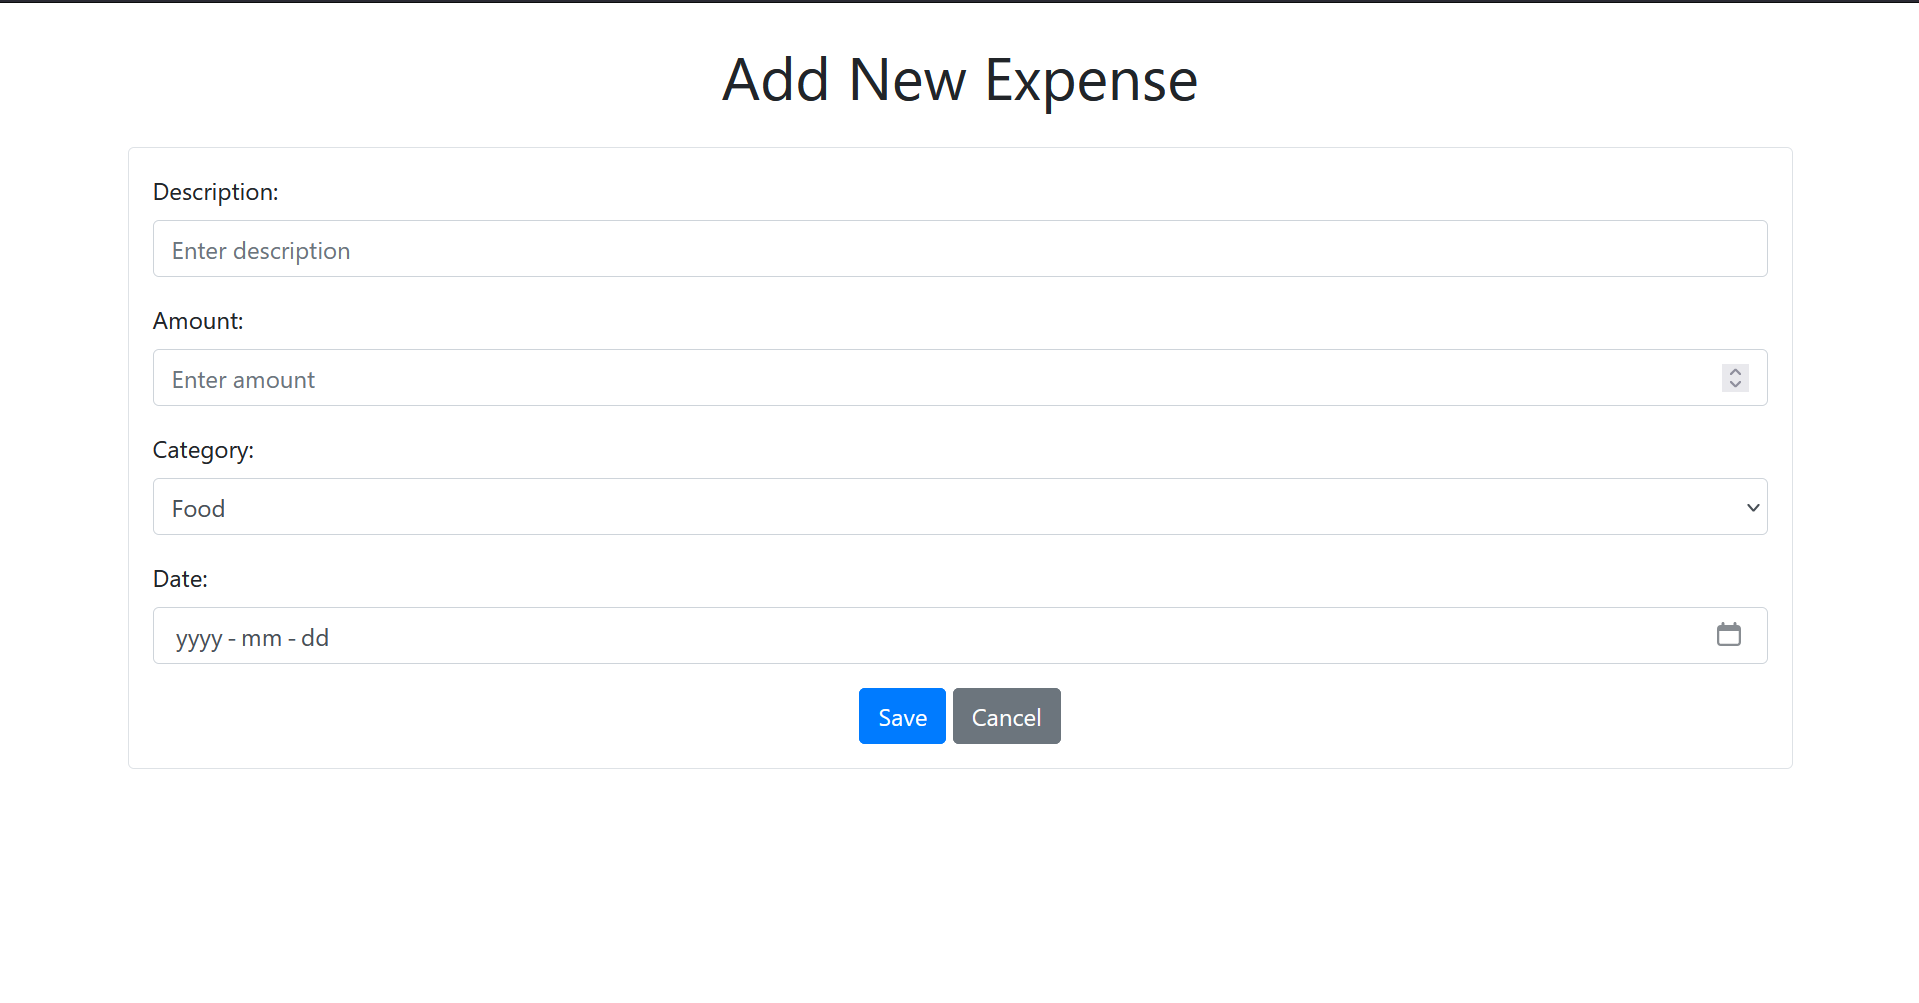 Add New Expense
Description:
Enter description
Amount:
Enter amount
Category:
Food
Date:
yyyy - mm - dd
Save Cancel